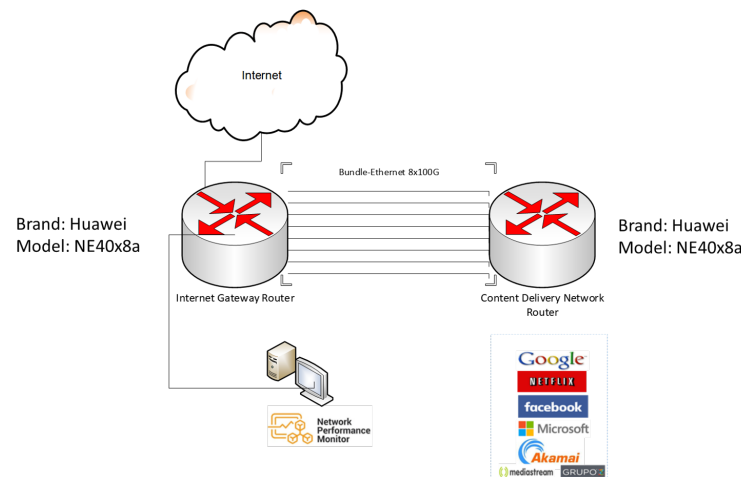 Internet
Bundle-Ethernet 8x100G
Brand: Huawei
Model: NE40x8a
Brand: Huawei
Model: NE40x8a
Internet Gateway Router
Content Delivery Network
Router
Network
Performance
Monitor
Google
NETFLIX
facebook
Microsoft
Akamai
mediastream GRUPO Z